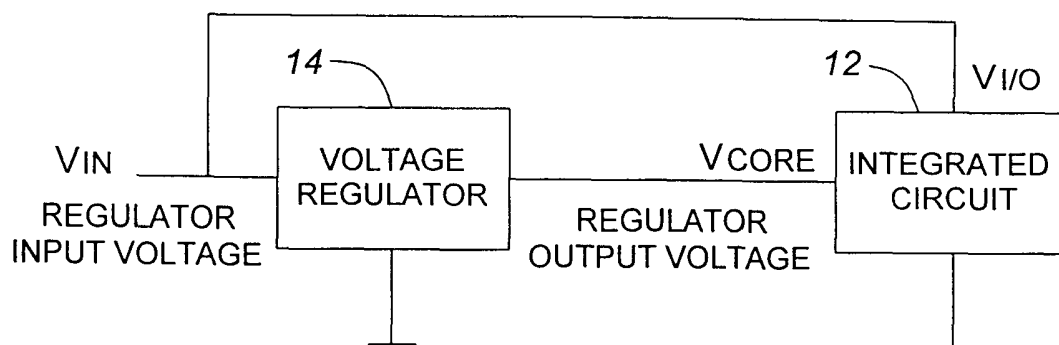 14
12
VI/O
VIN
VOLTAGE
REGULATOR
VCORE
INTEGRATED
CIRCUIT
REGULATOR
INPUT VOLTAGE
REGULATOR
OUTPUT VOLTAGE